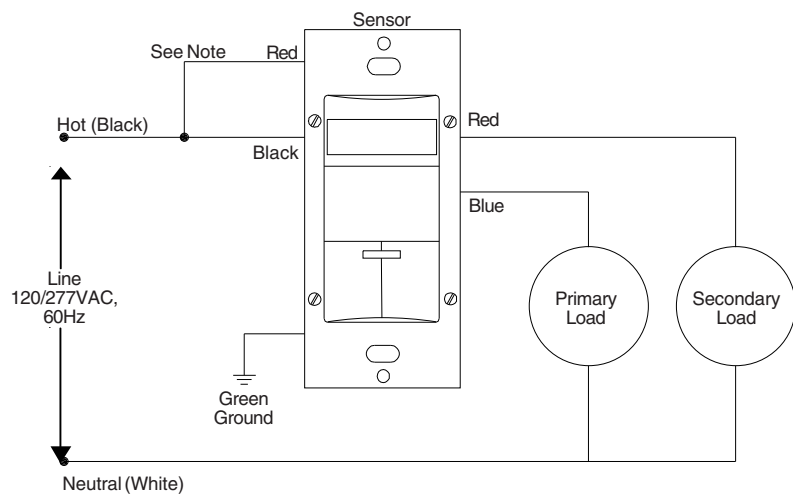 Sensor
See Note
Red
Hot (Black)
Black
Red
Blue
Line
120/277VAC,
60Hz
Primary
Load
Secondary
Load
Green
Ground
Neutral (White)